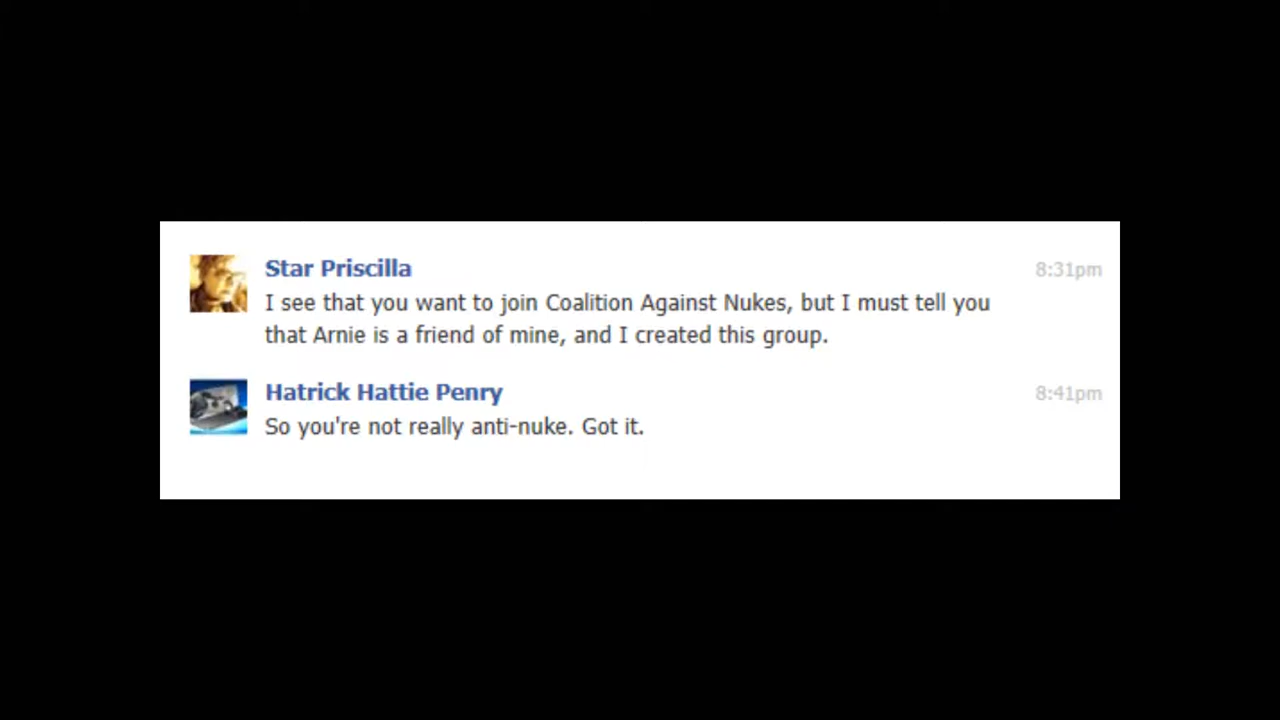 Star Priscilla 8:31pm
I see that you want to join Coalition Against Nukes, but I must tell you
that Arnie is a friend of mine, and I created this group.
Hatrick Hattie Penry 8:41pm
So you're not really anti-nuke. Got it.